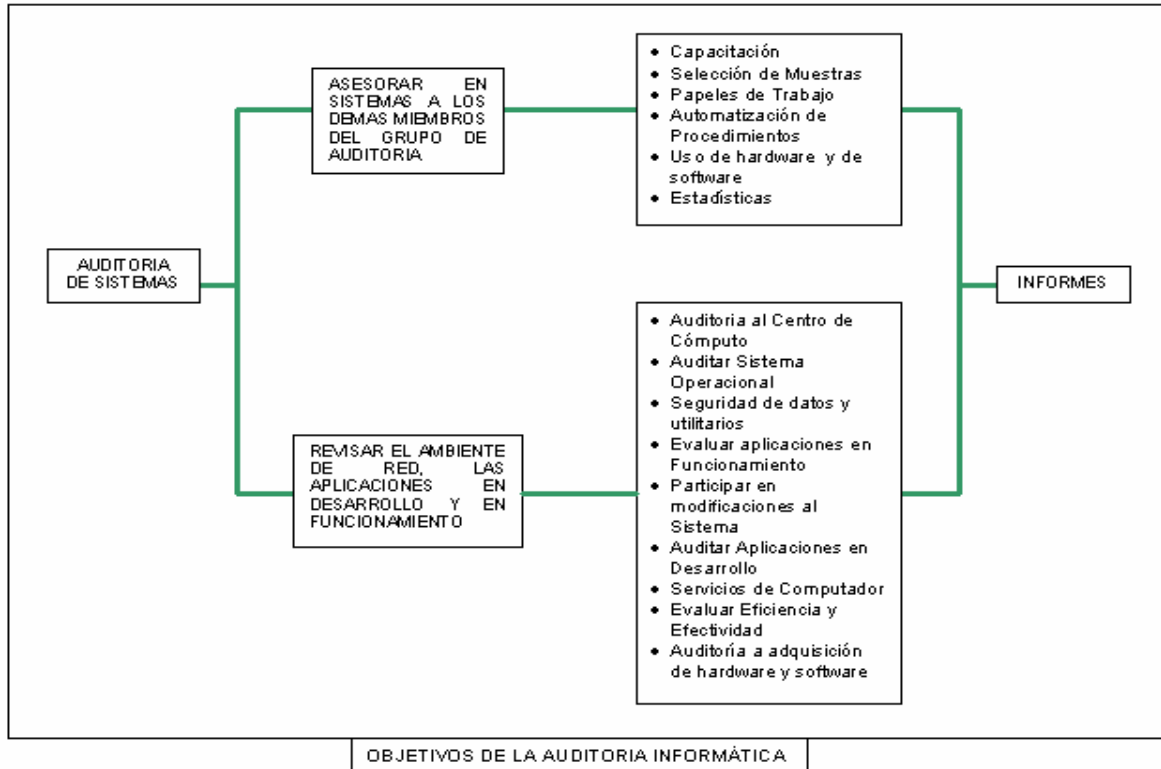 AUDITORIA
DE SISTEMAS
ASESORAR EN
SISTEMAS A LOS
DEMAS MIEMBROS
DEL GRUPO DE
AUDITORIA
• Capacitación
• Selección de Muestras
• Papeles de Trabajo
• Automatización de
Procedimientos
• Uso de hardware y de
software
• Estadísticas
REVISAR EL AMBIENTE
DE RED, LAS
APLICACIONES EN
DESARROLLO Y EN
FUNCIONAMIENTO
• Auditoria al Centro de
Cómputo
• Auditar Sistema
Operacional
• Seguridad de datos y
utilitarios
• Evaluar aplicaciones en
Funcionamiento
• Participar en
modificaciones al
Sistema
• Auditar Aplicaciones en
Desarrollo
• Servicios de Computador
• Evaluar Eficiencia y
Efectividad
• Auditoría a adquisición
de hardware y software
INFORMES
OBJETIVOS DE LA AUDITORIA INFORMÁTICA